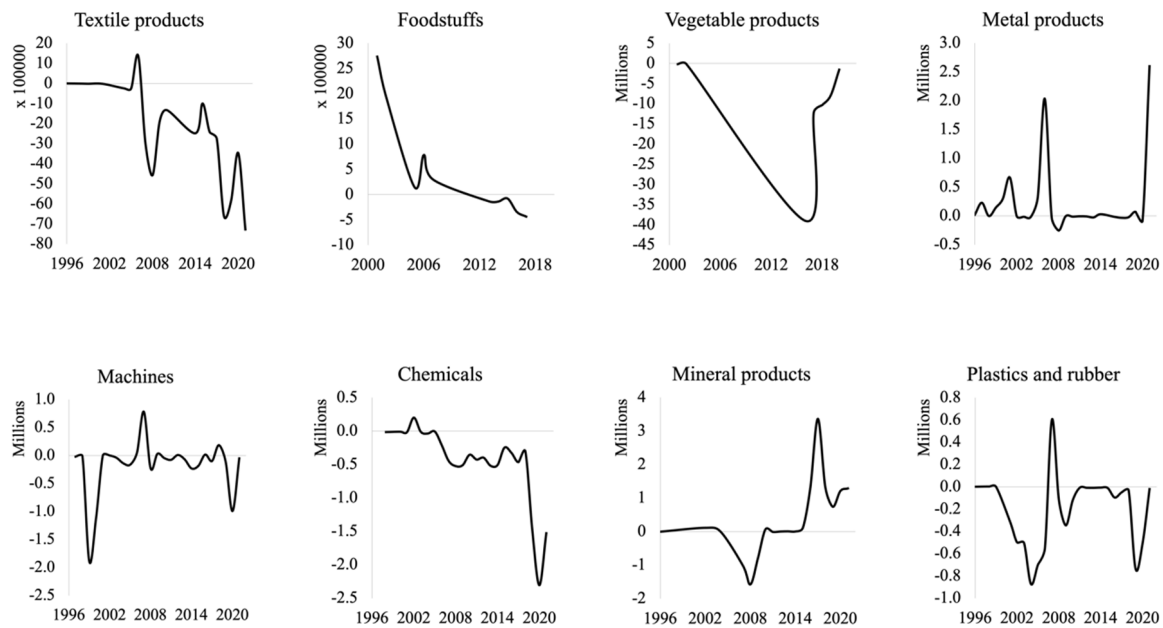 Textile products
x 100000
20
10
0
-10
-20
-30
-40
-50
-60
-70
-80
1996 2002 2008 2014 2020
Foodstuffs
x 100000
30
25
20
15
10
5
0
-5
-10
2000 2006 2012 2018
Vegetable products
Millions
5
0
-5
-10
-15
-20
-25
-30
-35
-40
-45
2000 2006 2012 2018
Metal products
Millions
3.0
2.5
2.0
1.5
1.0
0.5
0.0
-0.5
1996 2002 2008 2014 2020
Machines
Millions
1.0
0.5
0.0
-0.5
-1.0
-1.5
-2.0
-2.5
1996 2002 2008 2014 2020
Chemicals
Millions
0.5
0.0
-0.5
-1.0
-1.5
-2.0
-2.5
1996 2002 2008 2014 2020
Mineral products
Millions
4
3
2
1
0
-1
-2
1996 2002 2008 2014 2020
Plastics and rubber
Millions
0.8
0.6
0.4
0.2
0.0
-0.2
-0.4
-0.6
-0.8
-1.0
1996 2002 2008 2014 2020